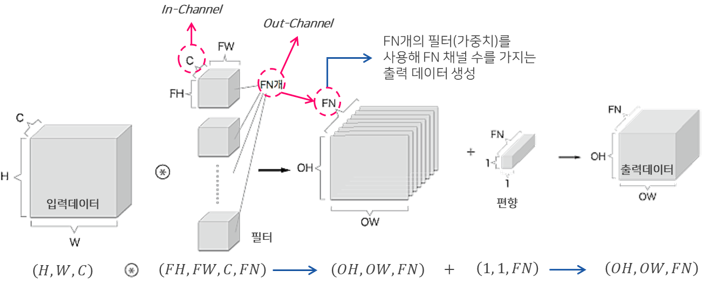 In-Channel
Out-Channel
FN개의 필터(가중치)를
사용해 FN 채널 수를 가지는
출력 데이터 생성
C
FW
FH
FN개
FN
C
H
입력데이터
W
⊛
필터
OH
OW
+
FN
1
1
편향
FN
OH
출력데이터
OW
(H, W, C) ⊛ (FH, FW, C, FN) → (OH, OW, FN) + (1, 1, FN) → (OH, OW, FN)